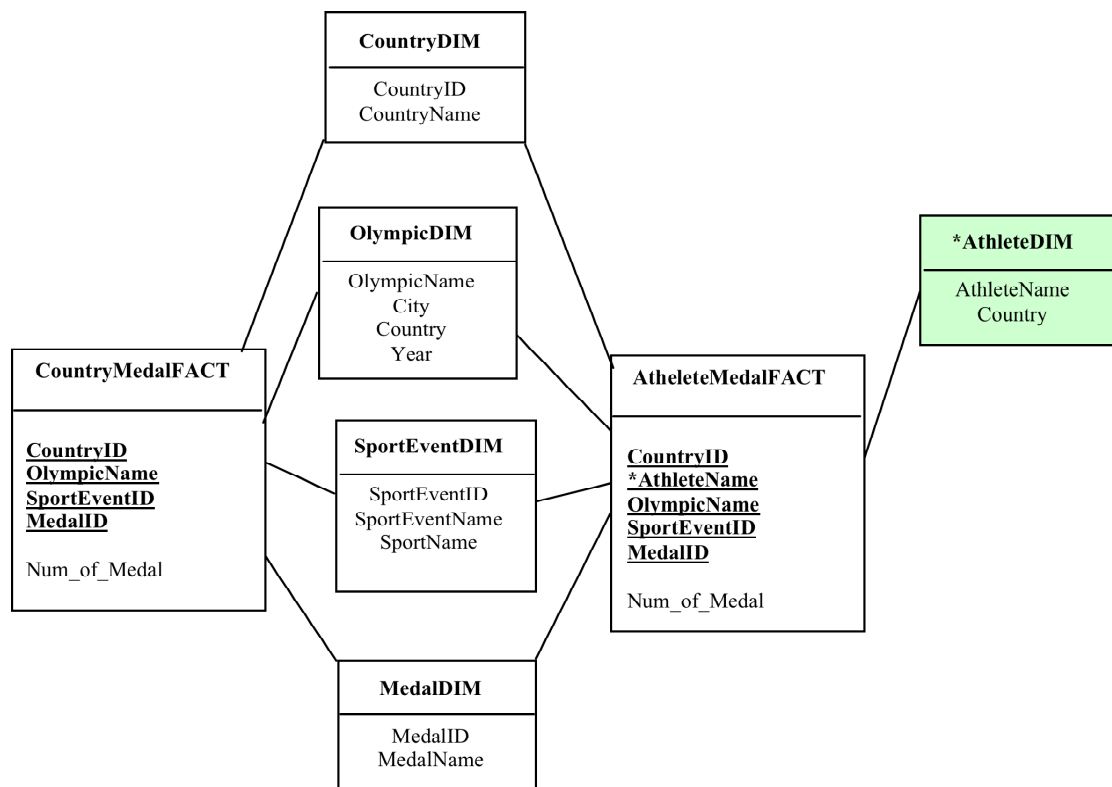 CountryDIM
CountryID
CountryName
OlympicDIM
OlympicName
City
Country
Year
*AthleteDIM
AthleteName
Country
CountryMedalFACT
CountryID
OlympicName
SportEventID
MedalID
Num_of_Medal
SportEventDIM
SportEventID
SportEventName
SportName
AtheleteMedalFACT
CountryID
*AthleteName
OlympicName
SportEventID
MedalID
Num_of_Medal
MedalDIM
MedalID
MedalName